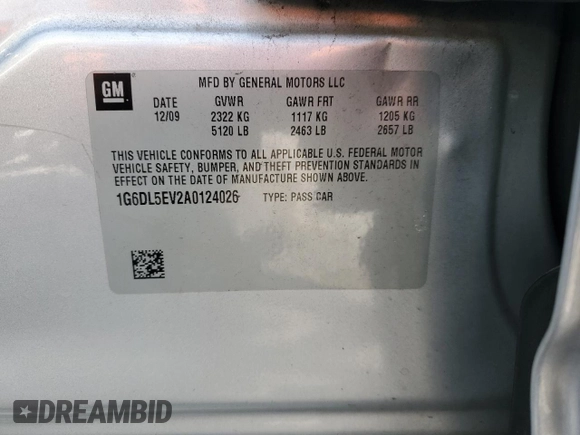 GM
MFD BY GENERAL MOTORS LLC
DATE GVWR GAWR FRT GAWR RR
12/09 2322 KG 1117 KG 1205 KG
5120 LB 2463 LB 2657 LB
THIS VEHICLE CONFORMS TO ALL APPLICABLE U.S. FEDERAL MOTOR
VEHICLE SAFETY, BUMPER, AND THEFT PREVENTION STANDARDS IN
EFFECT ON THE DATE OF MANUFACTURE SHOWN ABOVE.
1G6DL5EV2A0124026 TYPE: PASS CAR
DREAMBID